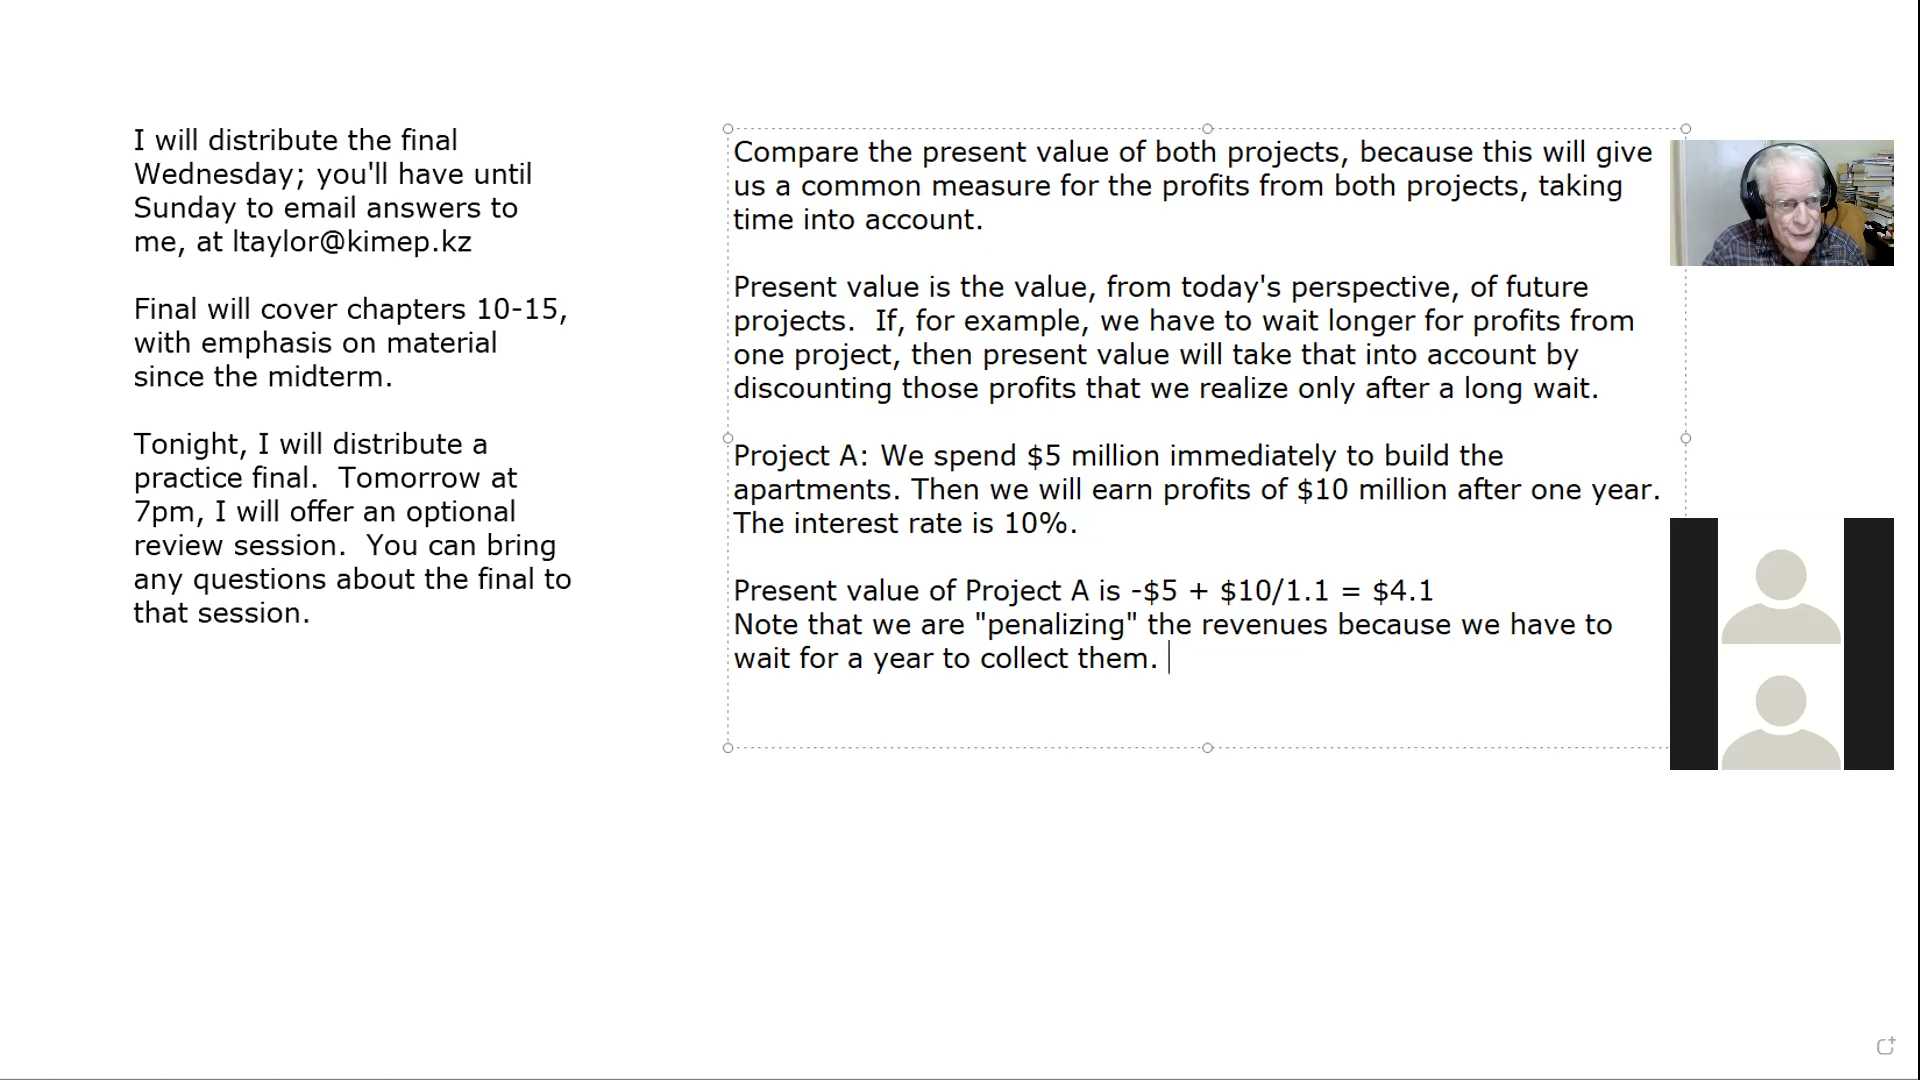 I will distribute the final
Wednesday; you'll have until
Sunday to email answers to
me, at ltaylor@kimep.kz
Final will cover chapters 10-15,
with emphasis on material
since the midterm.
Tonight, I will distribute a
practice final.  Tomorrow at
7pm, I will offer an optional
review session.  You can bring
any questions about the final to
that session.
Compare the present value of both projects, because this will give
us a common measure for the profits from both projects, taking
time into account.
Present value is the value, from today's perspective, of future
projects.  If, for example, we have to wait longer for profits from
one project, then present value will take that into account by
discounting those profits that we realize only after a long wait.
Project A: We spend $5 million immediately to build the
apartments. Then we will earn profits of $10 million after one year.
The interest rate is 10%.
Present value of Project A is -$5 + $10/1.1 = $4.1
Note that we are "penalizing" the revenues because we have to
wait for a year to collect them.